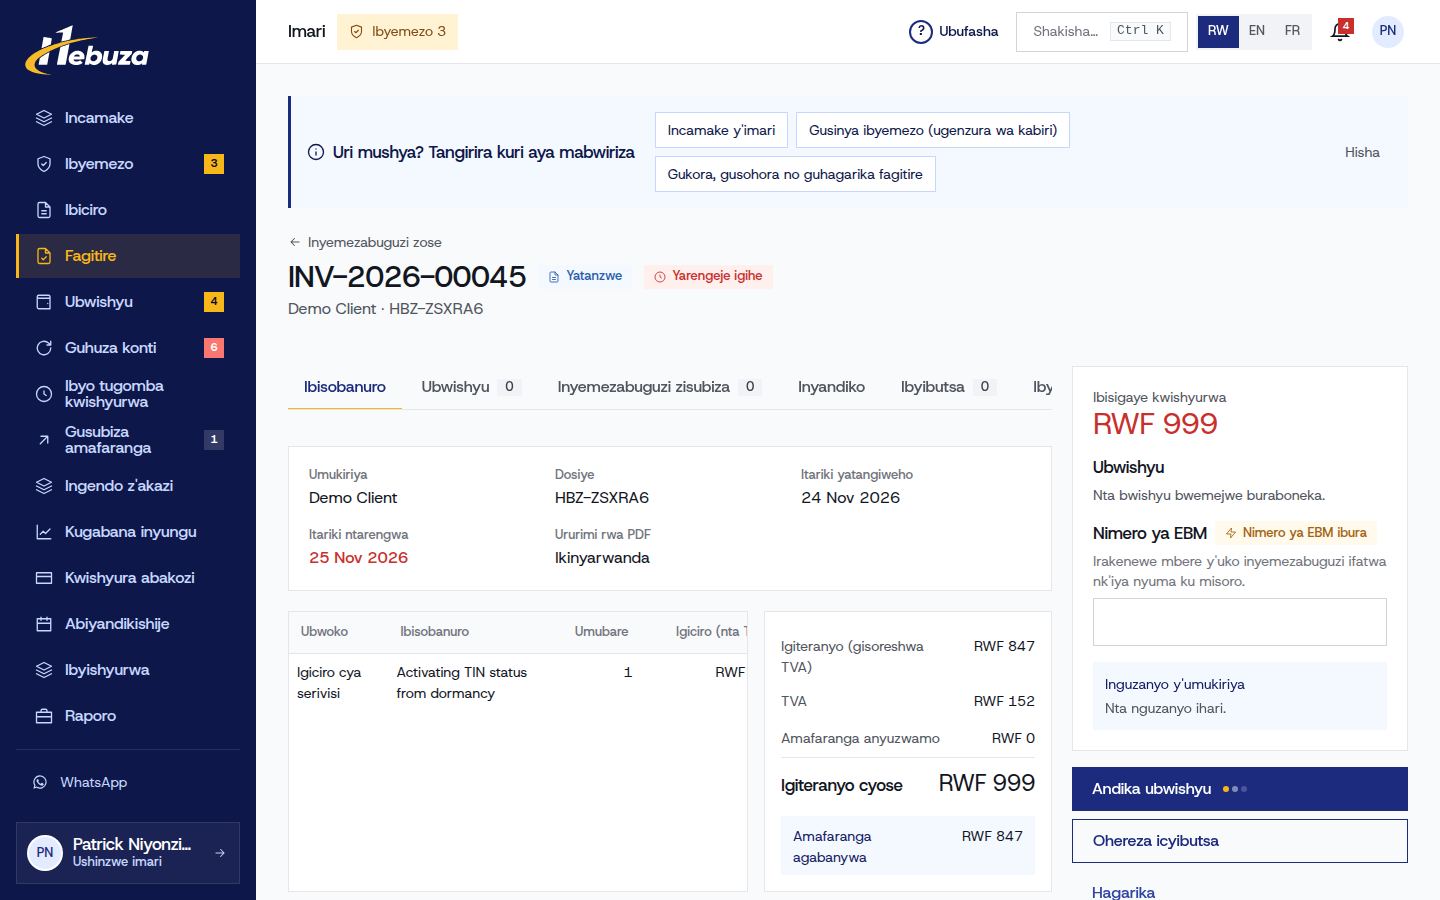 Hebuza
Incamake
Ibyemezo 3
Ibiciro
Fagitire
Ubwishyu 4
Guhuza konti 6
Ibyo tugomba
kwishyurwa
Gusubiza
amafaranga 1
Ingendo z'akazi
Kugabana inyungu
Kwishyura abakozi
Abiyandikishije
Ibyishyurwa
Raporo
WhatsApp
PN Patrick Niyonzi...
Ushinzwe imari
Imari Ibyemezo 3 ? Ubufasha Shakisha... Ctrl K RW EN FR 4 PN
Uri mushya? Tangirira kuri aya mabwiriza
Incamake y'imari Gusinya ibyemezo (ugenzura wa kabiri)
Gukora, gusohora no guhagarika fagitire
Hisha
Inyemezabuguzi zose
INV-2026-00045 Yatanzwe Yarengeje igihe
Demo Client · HBZ-ZSXRA6
Ibisobanuro Ubwishyu 0 Inyemezabuguzi zisubiza 0 Inyandiko Ibyibutsa 0 Iby
Umukiriya Dosiye Itariki yatangiweho
Demo Client HBZ-ZSXRA6 24 Nov 2026
Itariki ntarengwa Ururimi rwa PDF
25 Nov 2026 Ikinyarwanda
Ubwoko Ibisobanuro Umubare Igiciro (nta T
Igiciro cya Activating TIN status 1 RWF
serivisi from dormancy
Igiteranyo (gisoreshwa RWF 847
TVA)
TVA RWF 152
Amafaranga anyuzwamo RWF 0
Igiteranyo cyose RWF 999
Amafaranga RWF 847
agabanywa
Ibisigaye kwishyurwa
RWF 999
Ubwishyu
Nta bwishyu bwemejwe buraboneka.
Nimero ya EBM Nimero ya EBM ibura
Irakenewe mbere y'uko inyemezabuguzi ifatwa
nk'iya nyuma ku misoro.
Inguzanyo y'umukiriya
Nta nguzanyo ihari.
Andika ubwishyu
Ohereza icyibutsa
Hagarika